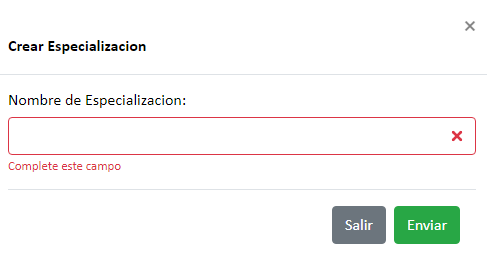 Crear Especializacion
Nombre de Especializacion:
Complete este campo
Salir
Enviar